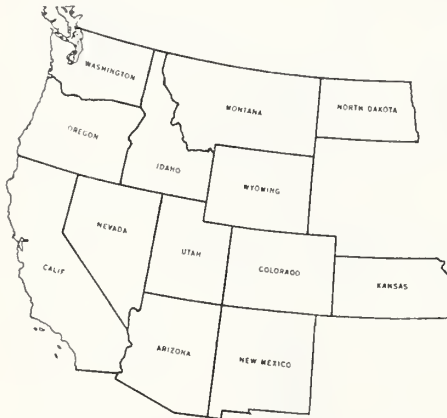 WASHINGTON
MONTANA
NORTH DAKOTA
OREGON
IDAHO
WYOMING
NEVADA
UTAH
COLORADO
CALIF
KANSAS
ARIZONA
NEW MEXICO